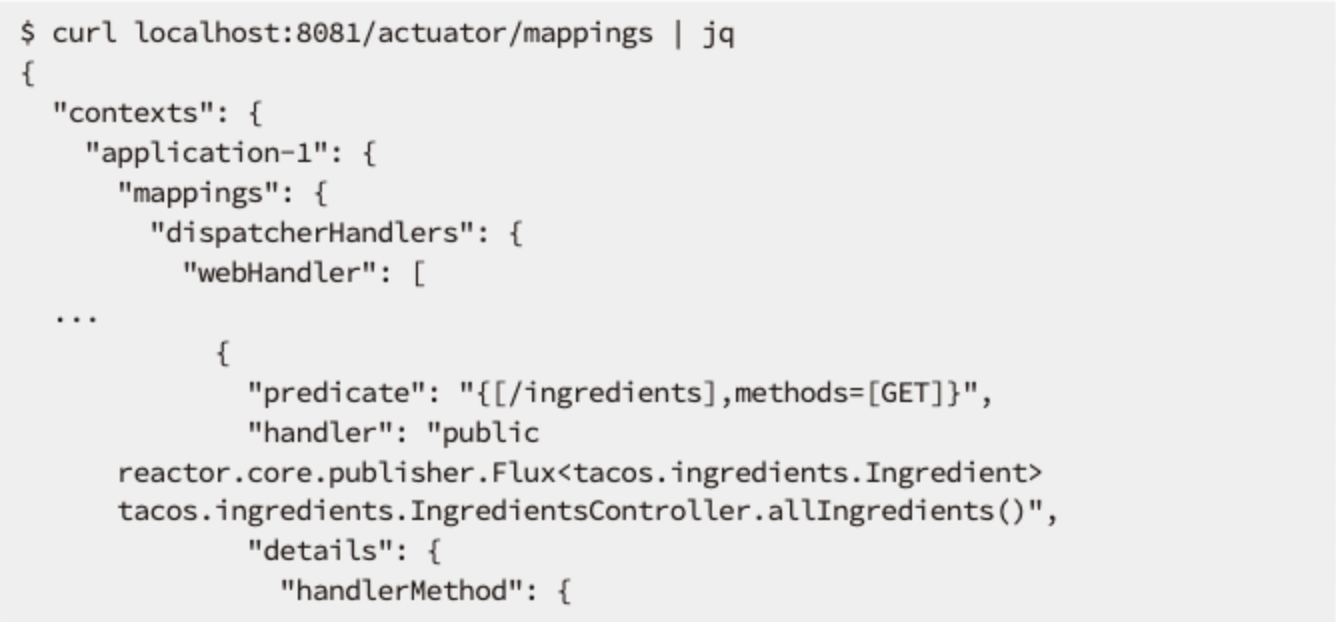 $ curl localhost:8081/actuator/mappings | jq
{
  "contexts": {
    "application-1": {
      "mappings": {
        "dispatcherHandlers": {
          "webHandler": [
  ...
            {
              "predicate": "{[/ingredients],methods=[GET]}",
              "handler": "public
      reactor.core.publisher.Flux<tacos.ingredients.Ingredient>
      tacos.ingredients.IngredientsController.allIngredients()",
              "details": {
                "handlerMethod": {